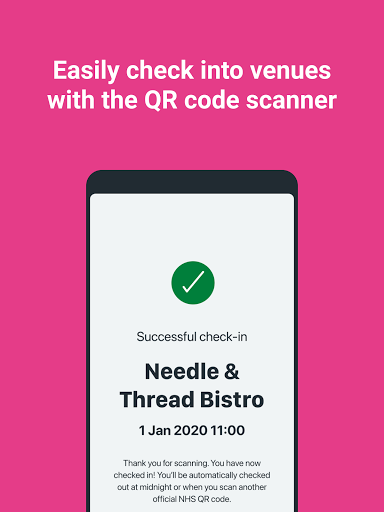 Easily check into venues
with the QR code scanner
Successful check-in
Needle &
Thread Bistro
1 Jan 2020 11:00
Thank you for scanning. You have now
checked in! You'll be automatically checked
out at midnight or when you scan another
official NHS QR code.